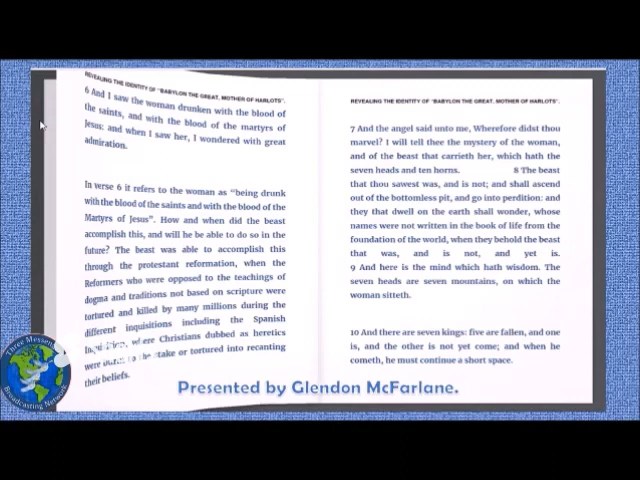 REVEALING THE IDENTITY OF "BABYLON THE GREAT, MOTHER OF HARLOTS".
6 And I saw the woman drunken with the blood of
the saints, and with the blood of the martyrs of
Jesus: and when I saw her, I wondered with great
admiration.
In verse 6 it refers to the woman as "being drunk
with the blood of the saints and with the blood of the
Martyrs of Jesus". How and when did the beast
accomplish this, and will he be able to do so in the
future? The beast was able to accomplish this
through the protestant reformation, when the
Reformers who were opposed to the teachings of
dogma and traditions not based on scripture were
tortured and killed by many millions during the
different inquisitions including the Spanish
where Christians dubbed as heretics
were the stake or tortured into recanting
their beliefs.
REVEALING THE IDENTITY OF "BABYLON THE GREAT, MOTHER OF HARLOTS".
7 And the angel said unto me, Wherefore didst thou
marvel? I will tell thee the mystery of the woman,
and of the beast that carrieth her, which hath the
seven heads and ten horns. 8 The beast
that thou sawest was, and is not; and shall ascend
out of the bottomless pit, and go into perdition: and
they that dwell on the earth shall wonder, whose
names were not written in the book of life from the
foundation of the world, when they behold the beast
that was, and is not, and yet is.
9 And here is the mind which hath wisdom. The
seven heads are seven mountains, on which the
woman sitteth.
10 And there are seven kings: five are fallen, and one
is, and the other is not yet come; and when he
cometh, he must continue a short space.
Three Messengers
Broadcasting Network
Presented by Glendon McFarlane.